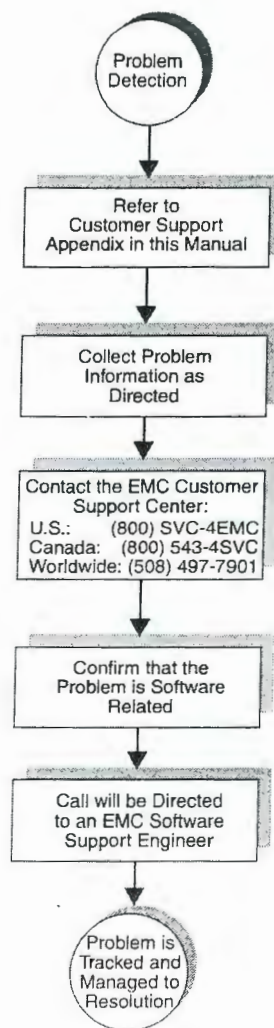 Problem
Detection
Refer to
Customer Support
Appendix in this Manual
Collect Problem
Information as
Directed
Contact the EMC Customer
Support Center:
U.S.: (800) SVC-4EMC
Canada: (800) 543-4SVC
Worldwide: (508) 497-7901
Confirm that the
Problem is Software
Related
Call will be Directed
to an EMC Software
Support Engineer
Problem is
Tracked and
Managed to
Resolution